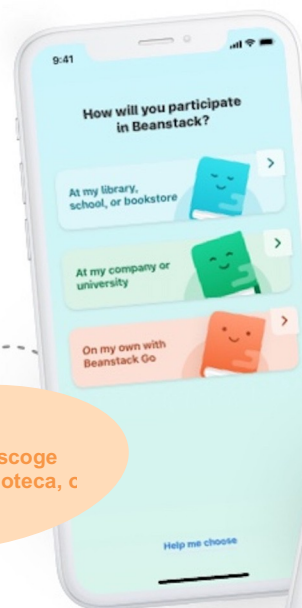 9:41
How will you participate
in Beanstack?
At my library,
school, or bookstore
At my company or
university
On my own with
Beanstack Go
scoge
oteca, c
Help me choose